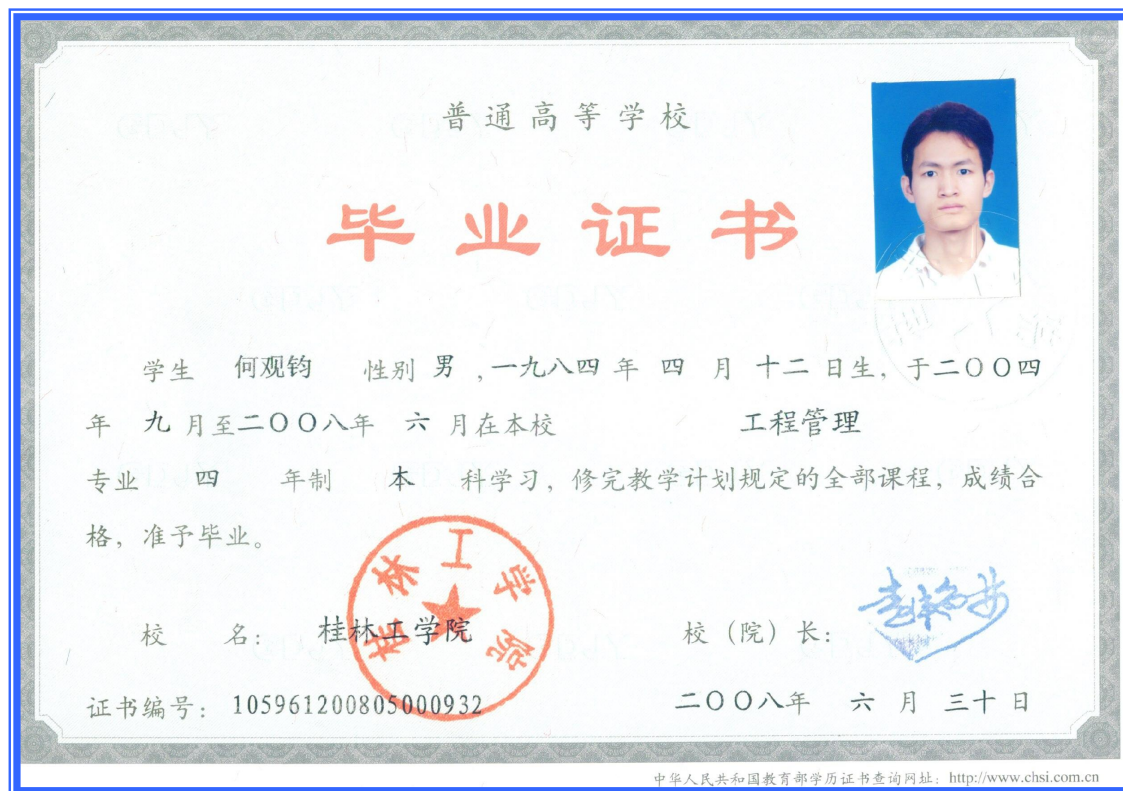 普通高等学校
毕业证书
学生 何观钧 性别 男 ,一九八四 年 四 月 十二 日生, 于二〇〇四
年 九 月至二〇〇八年 六 月在本校 工程管理
专业 四 年制 本 科学习, 修完教学计划规定的全部课程, 成绩合
格, 准予毕业。
桂林工学院
校 名: 桂林工学院 校(院)长:
证书编号: 105961200805000932 二〇〇八年 六 月 三十 日
中华人民共和国教育部学历证书查询网址: http://www.chsi.com.cn